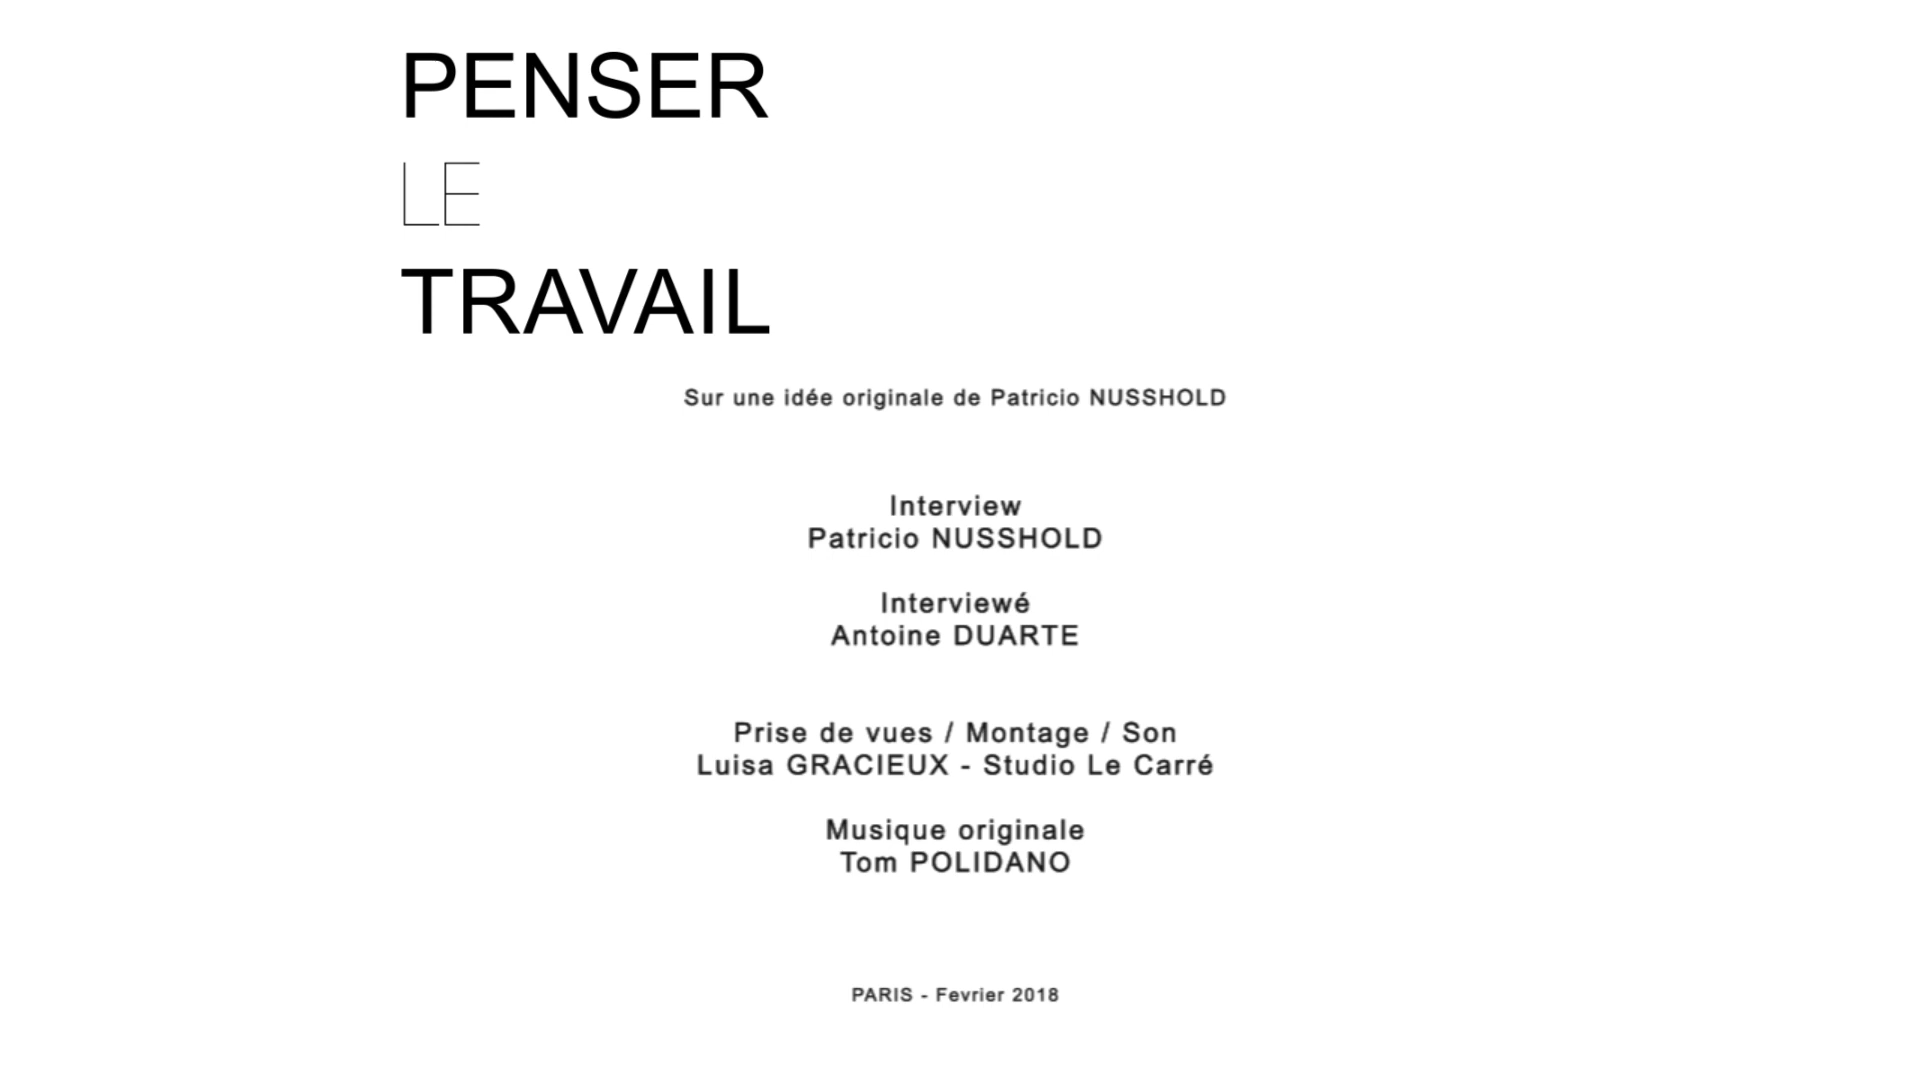 PENSER
LE
TRAVAIL
Sur une idée originale de Patricio NUSSHOLD
Interview
Patricio NUSSHOLD
Interviewé
Antoine DUARTE
Prise de vues / Montage / Son
Luisa GRACIEUX - Studio Le Carré
Musique originale
Tom POLIDANO
PARIS - Fevrier 2018